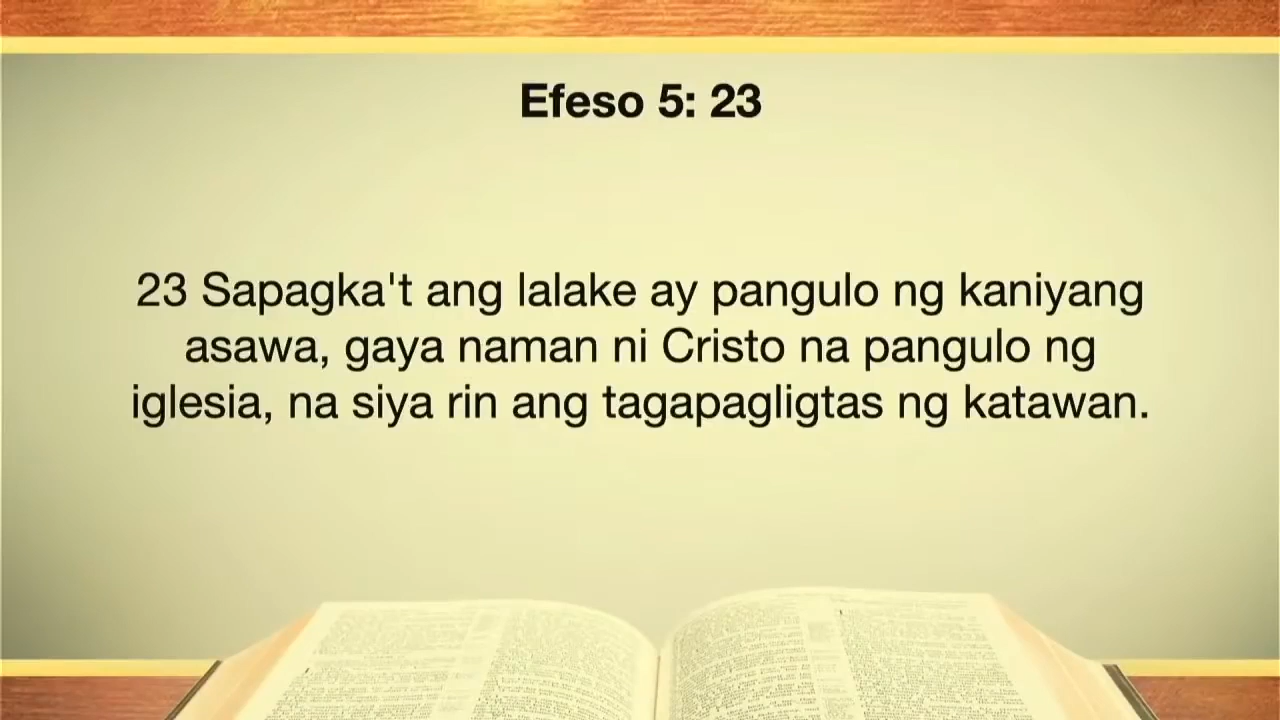 Efeso 5: 23
23 Sapagka't ang lalake ay pangulo ng kaniyang
asawa, gaya naman ni Cristo na pangulo ng
iglesia, na siya rin ang tagapagligtas ng katawan.